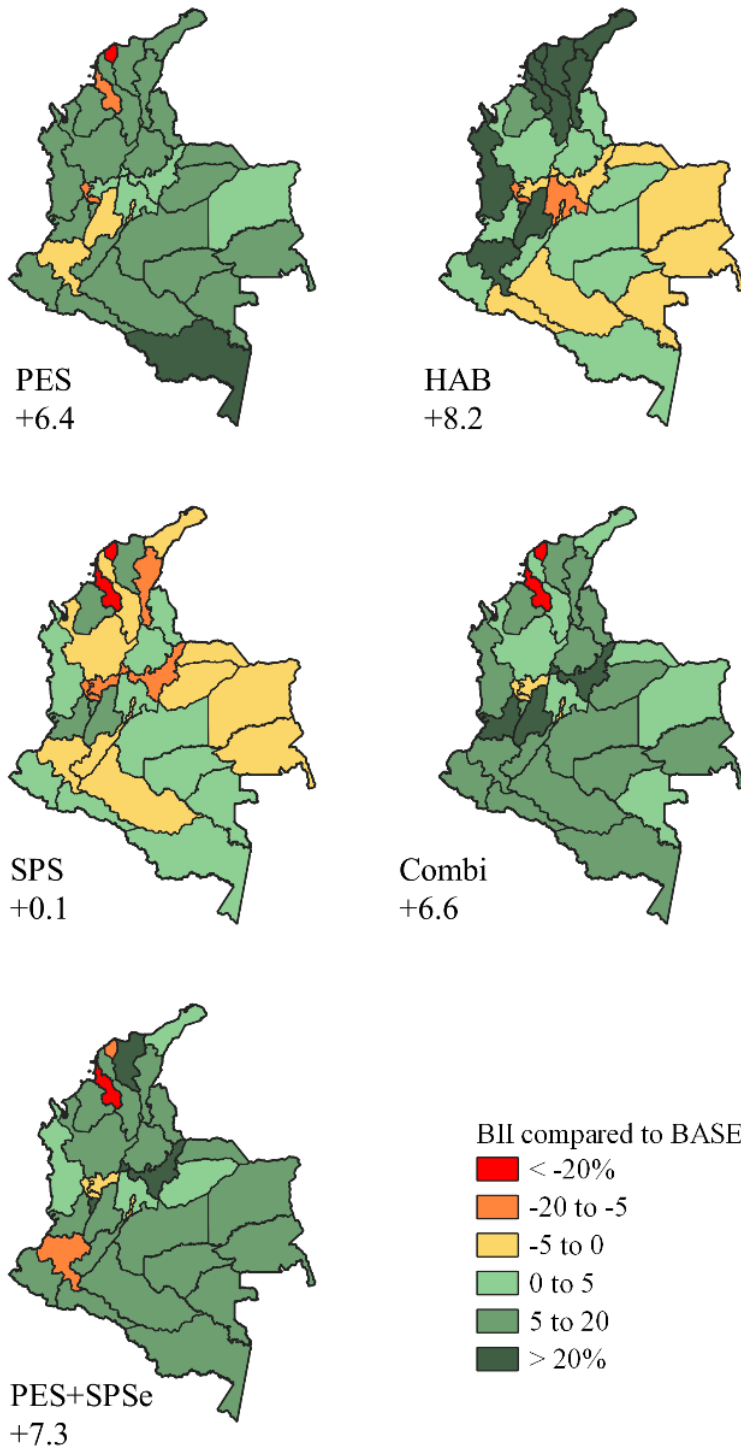 PES
+6.4
HAB
+8.2
SPS
+0.1
Combi
+6.6
PES+SPSe
+7.3
BII compared to BASE
< -20%
-20 to -5
-5 to 0
0 to 5
5 to 20
> 20%